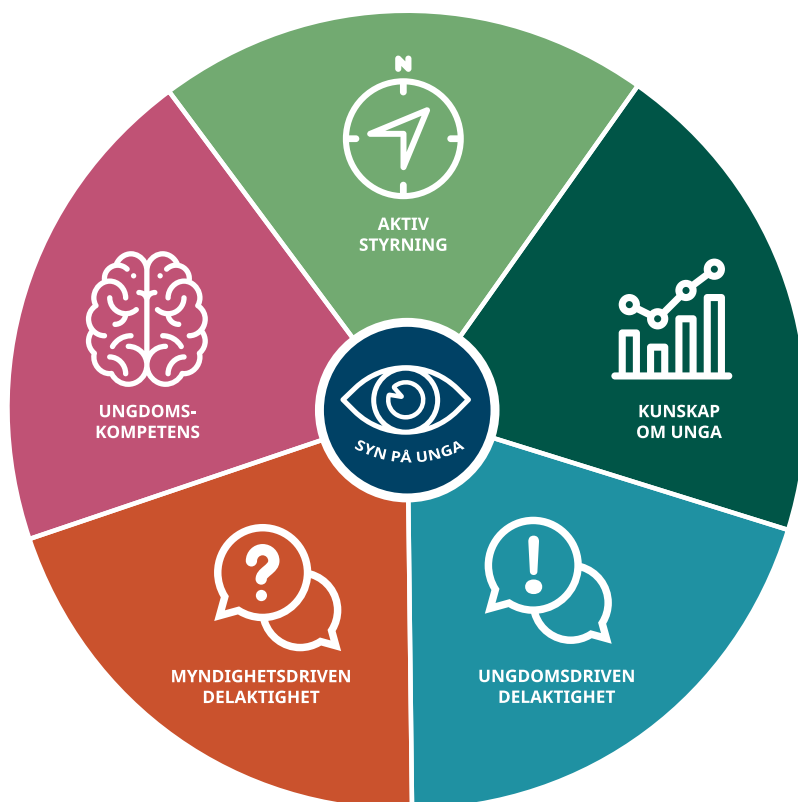 N
AKTIV
STYRNING
UNGDOMS-
KOMPETENS
KUNSKAP
OM UNGA
SYN PÅ UNGA
MYNDIGHETSDRIVEN
DELAKTIGHET
UNGDOMSDRIVEN
DELAKTIGHET